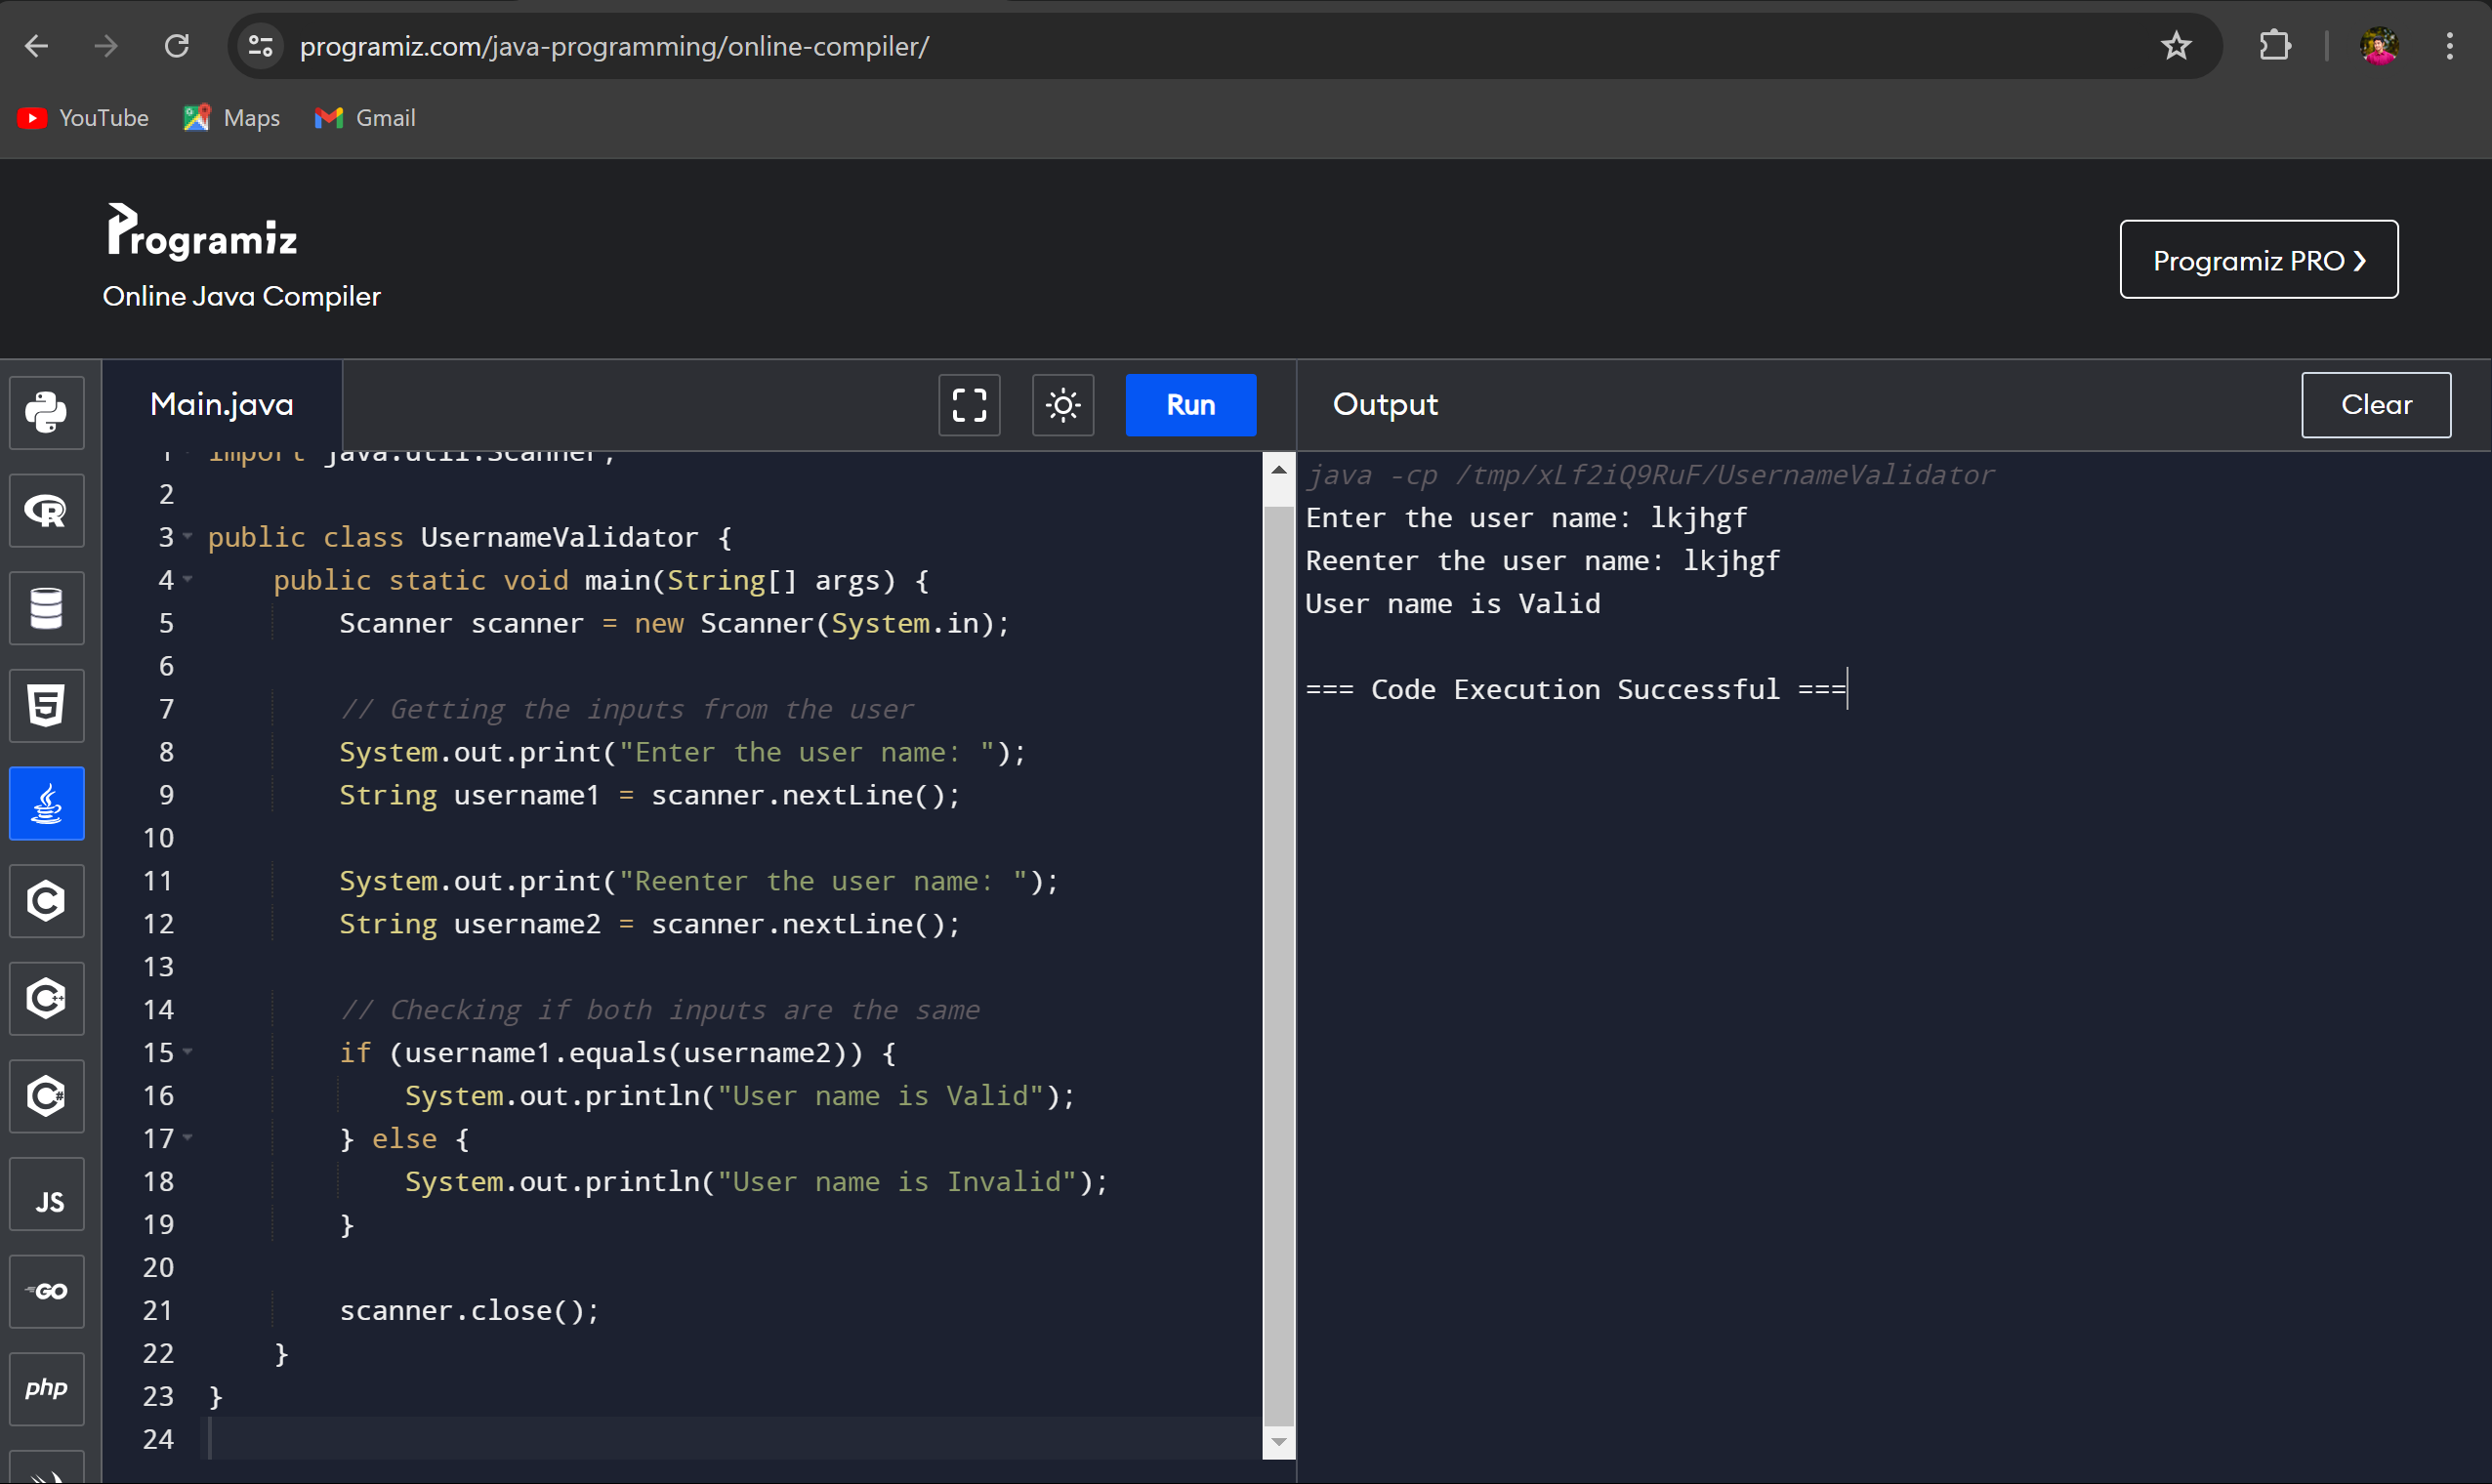 programiz.com/java-programming/online-compiler/
YouTube Maps Gmail
Programiz
Online Java Compiler
Programiz PRO ❯
Main.java
Run
Output
Clear
1 import java.util.Scanner;
2
3 public class UsernameValidator {
4     public static void main(String[] args) {
5         Scanner scanner = new Scanner(System.in);
6
7         // Getting the inputs from the user
8         System.out.print("Enter the user name: ");
9         String username1 = scanner.nextLine();
10
11         System.out.print("Reenter the user name: ");
12         String username2 = scanner.nextLine();
13
14         // Checking if both inputs are the same
15         if (username1.equals(username2)) {
16             System.out.println("User name is Valid");
17         } else {
18             System.out.println("User name is Invalid");
19         }
20
21         scanner.close();
22     }
23 }
24
java -cp /tmp/xLf2iQ9RuF/UsernameValidator
Enter the user name: lkjhgf
Reenter the user name: lkjhgf
User name is Valid
=== Code Execution Successful ===
R
5
C
C++
C#
JS
GO
php